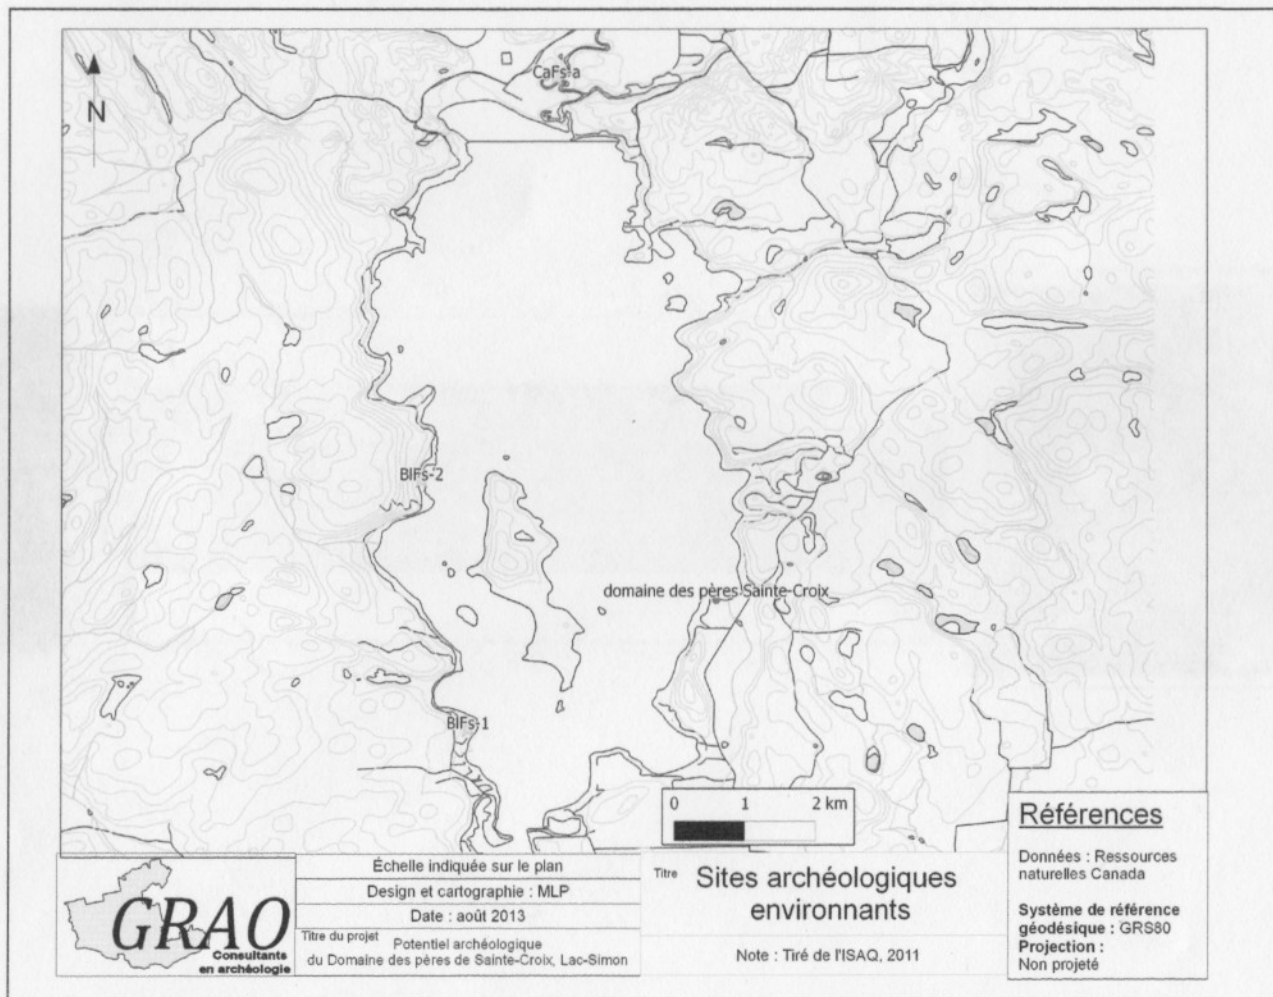 N
CaFs-a
BlFs-2
domaine des pères Sainte-Croix
BlFs-1
0 1 2 km
GRAO
Consultants
en archéologie
Échelle indiquée sur le plan
Design et cartographie : MLP
Date : août 2013
Titre du projet
Potentiel archéologique
du Domaine des pères de Sainte-Croix, Lac-Simon
Titre
Sites archéologiques
environnants
Note : Tiré de l'ISAQ, 2011
Références
Données : Ressources
naturelles Canada
Système de référence
géodésique : GRS80
Projection :
Non projeté